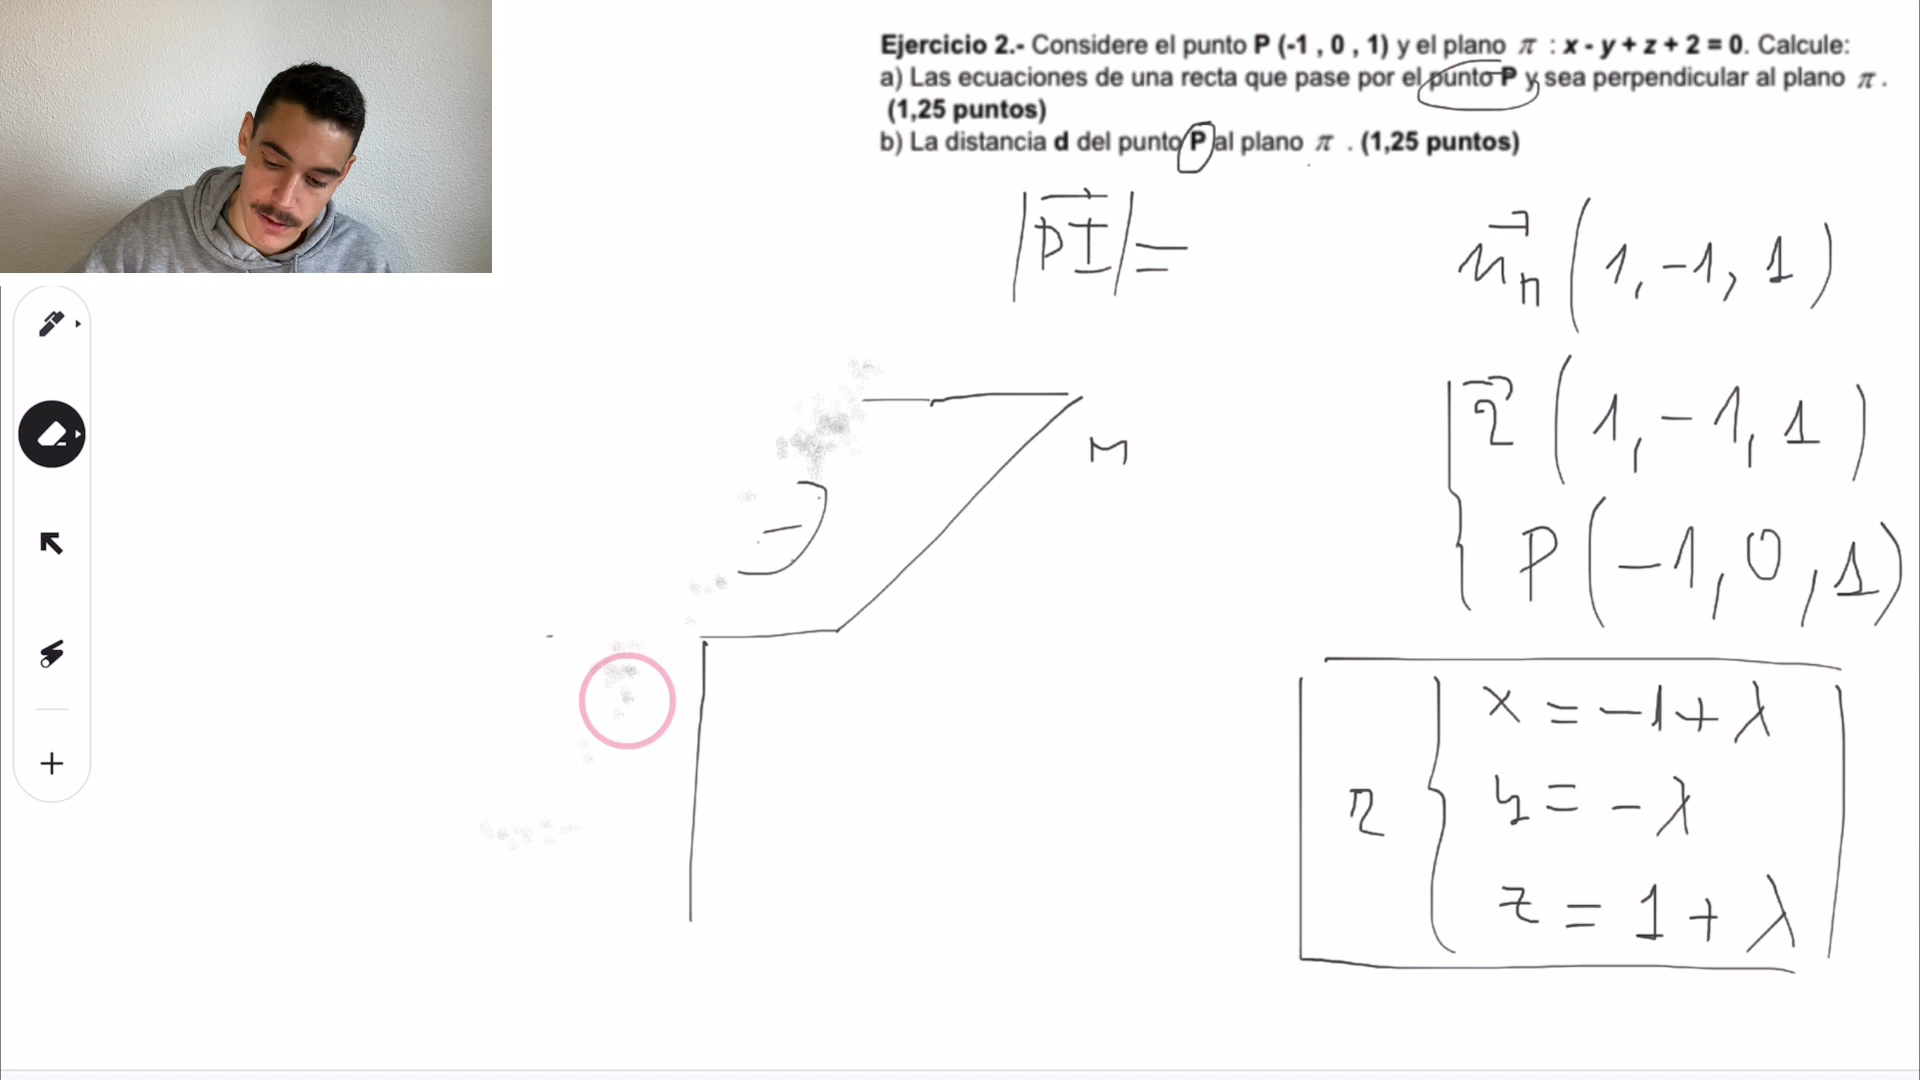 Ejercicio 2.- Considere el punto P (-1 , 0 , 1) y el plano π : x - y + z + 2 = 0. Calcule:
a) Las ecuaciones de una recta que pase por el punto P y sea perpendicular al plano π .
(1,25 puntos)
b) La distancia d del punto P al plano π . (1,25 puntos)
|PI| =
n (1, -1, 1)
r (1, -1, 1)
P (-1, 0, 1)
x = -1 + λ
r { y = -λ
z = 1 + λ